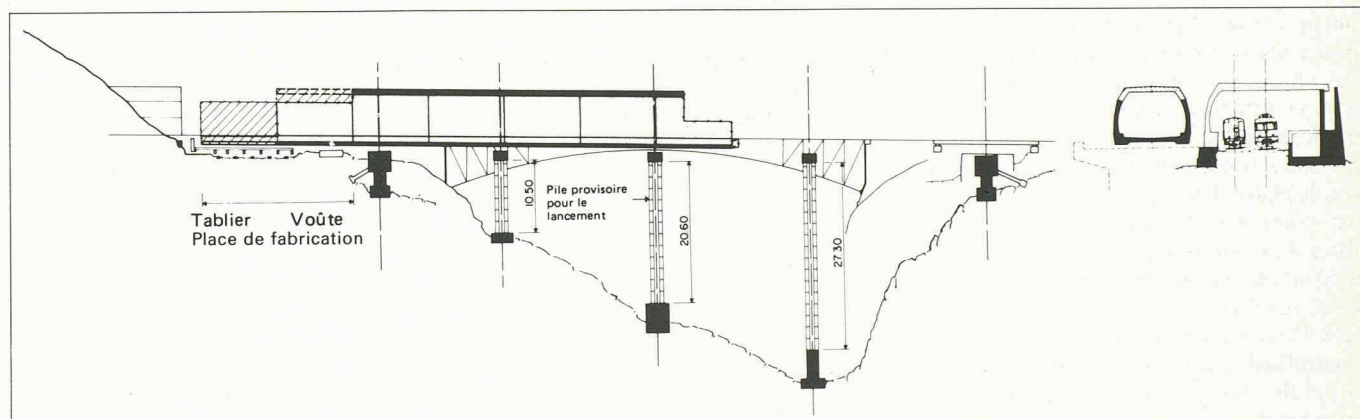 Tablier Voûte
Place de fabrication
10.50
Pile provisoire
pour le
lancement
20.60
27.30